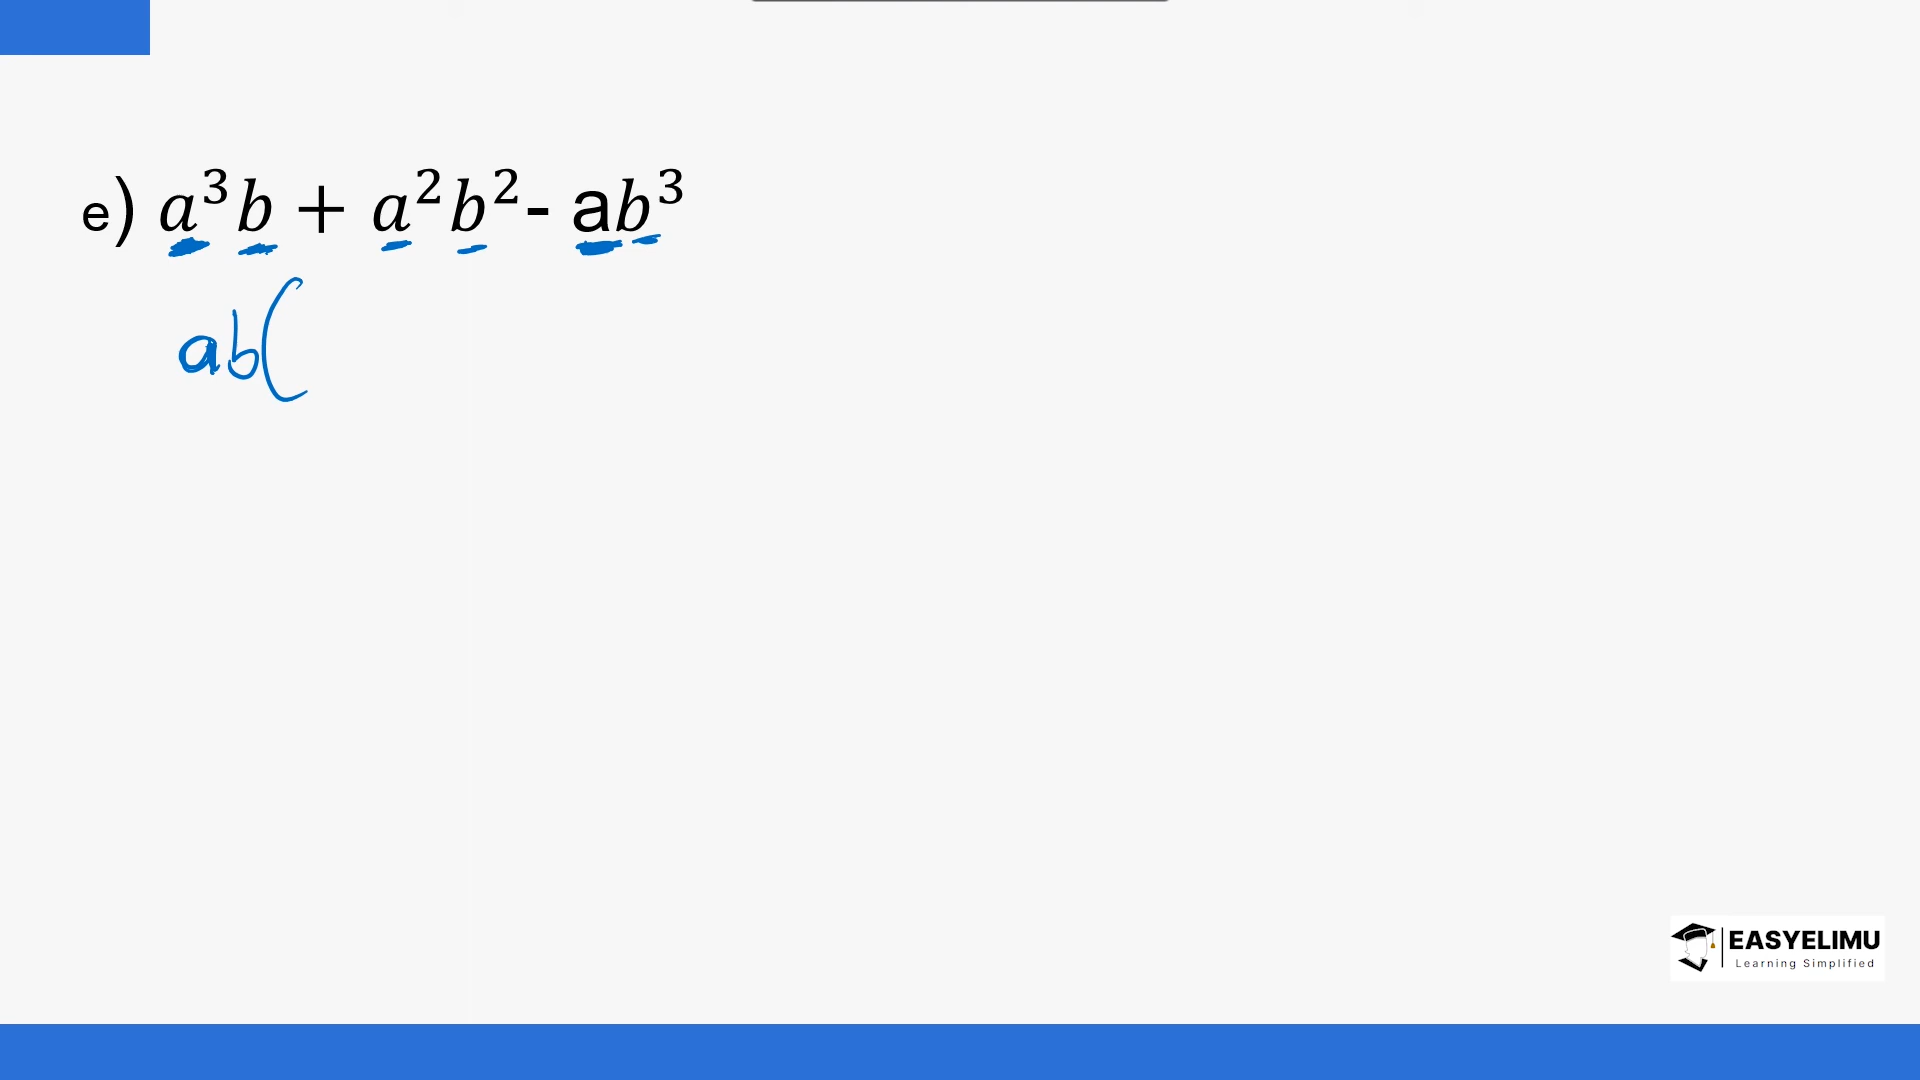 e) a³b + a²b²- ab³
ab(
EASYELIMU
Learning Simplified